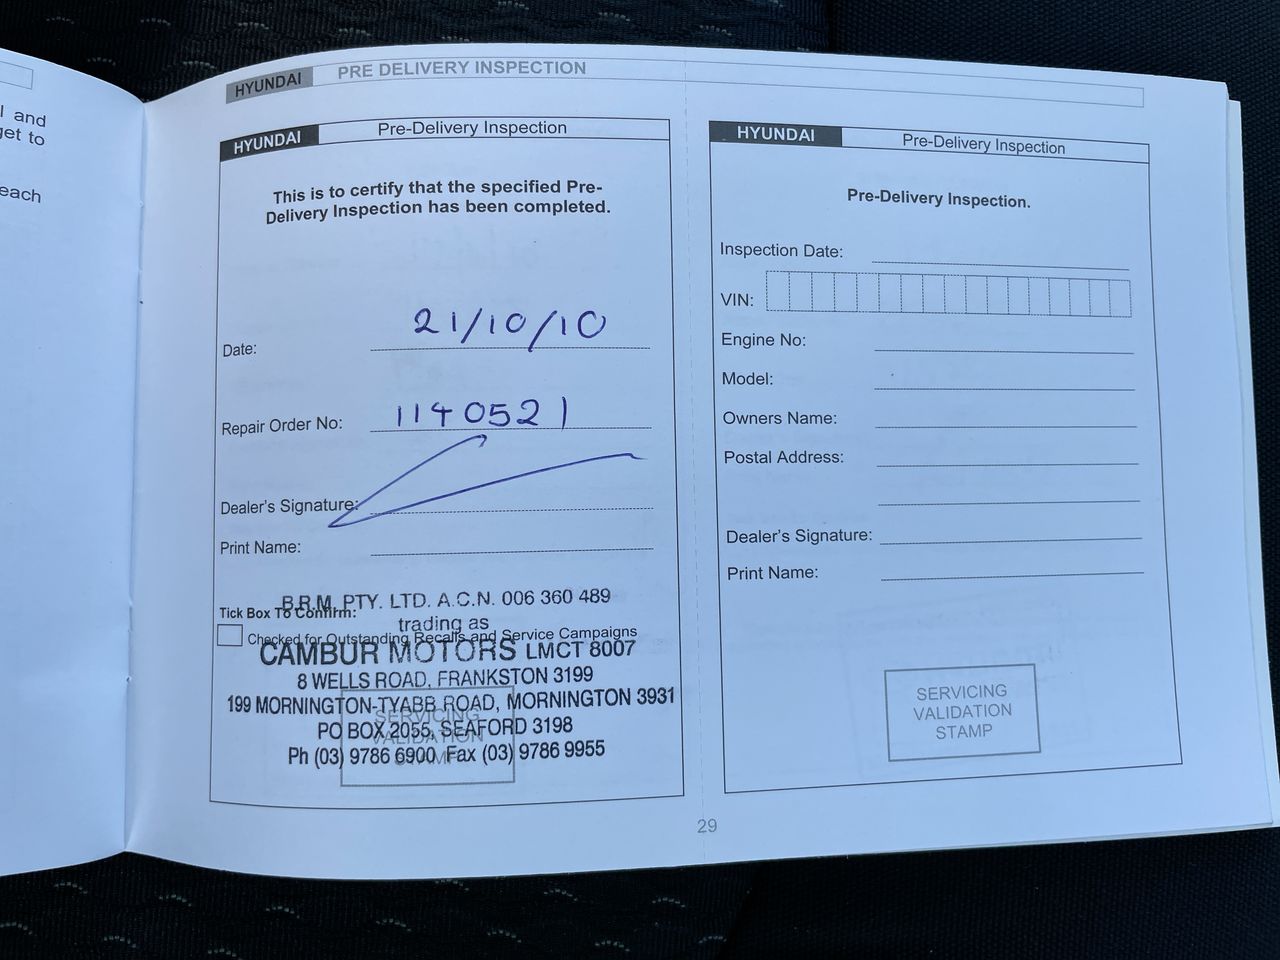 l and
get to
each
HYUNDAI PRE DELIVERY INSPECTION
HYUNDAI Pre-Delivery Inspection
This is to certify that the specified Pre-
Delivery Inspection has been completed.
Date: 21/10/10
Repair Order No: 1140521
Dealer's Signature:
Print Name:
B.R.M. PTY. LTD. A.C.N. 006 360 489
Tick Box To Confirm:
trading as
Checked for Outstanding Recalls and Service Campaigns
CAMBUR MOTORS LMCT 8007
8 WELLS ROAD, FRANKSTON 3199
199 MORNINGTON-TYABB ROAD, MORNINGTON 3931
SERVICING
PO BOX 2055, SEAFORD 3198
VALIDATION
Ph (03) 9786 6900 Fax (03) 9786 9955
STAMP
HYUNDAI Pre-Delivery Inspection
Pre-Delivery Inspection.
Inspection Date:
VIN:
Engine No:
Model:
Owners Name:
Postal Address:
Dealer's Signature:
Print Name:
SERVICING
VALIDATION
STAMP
29